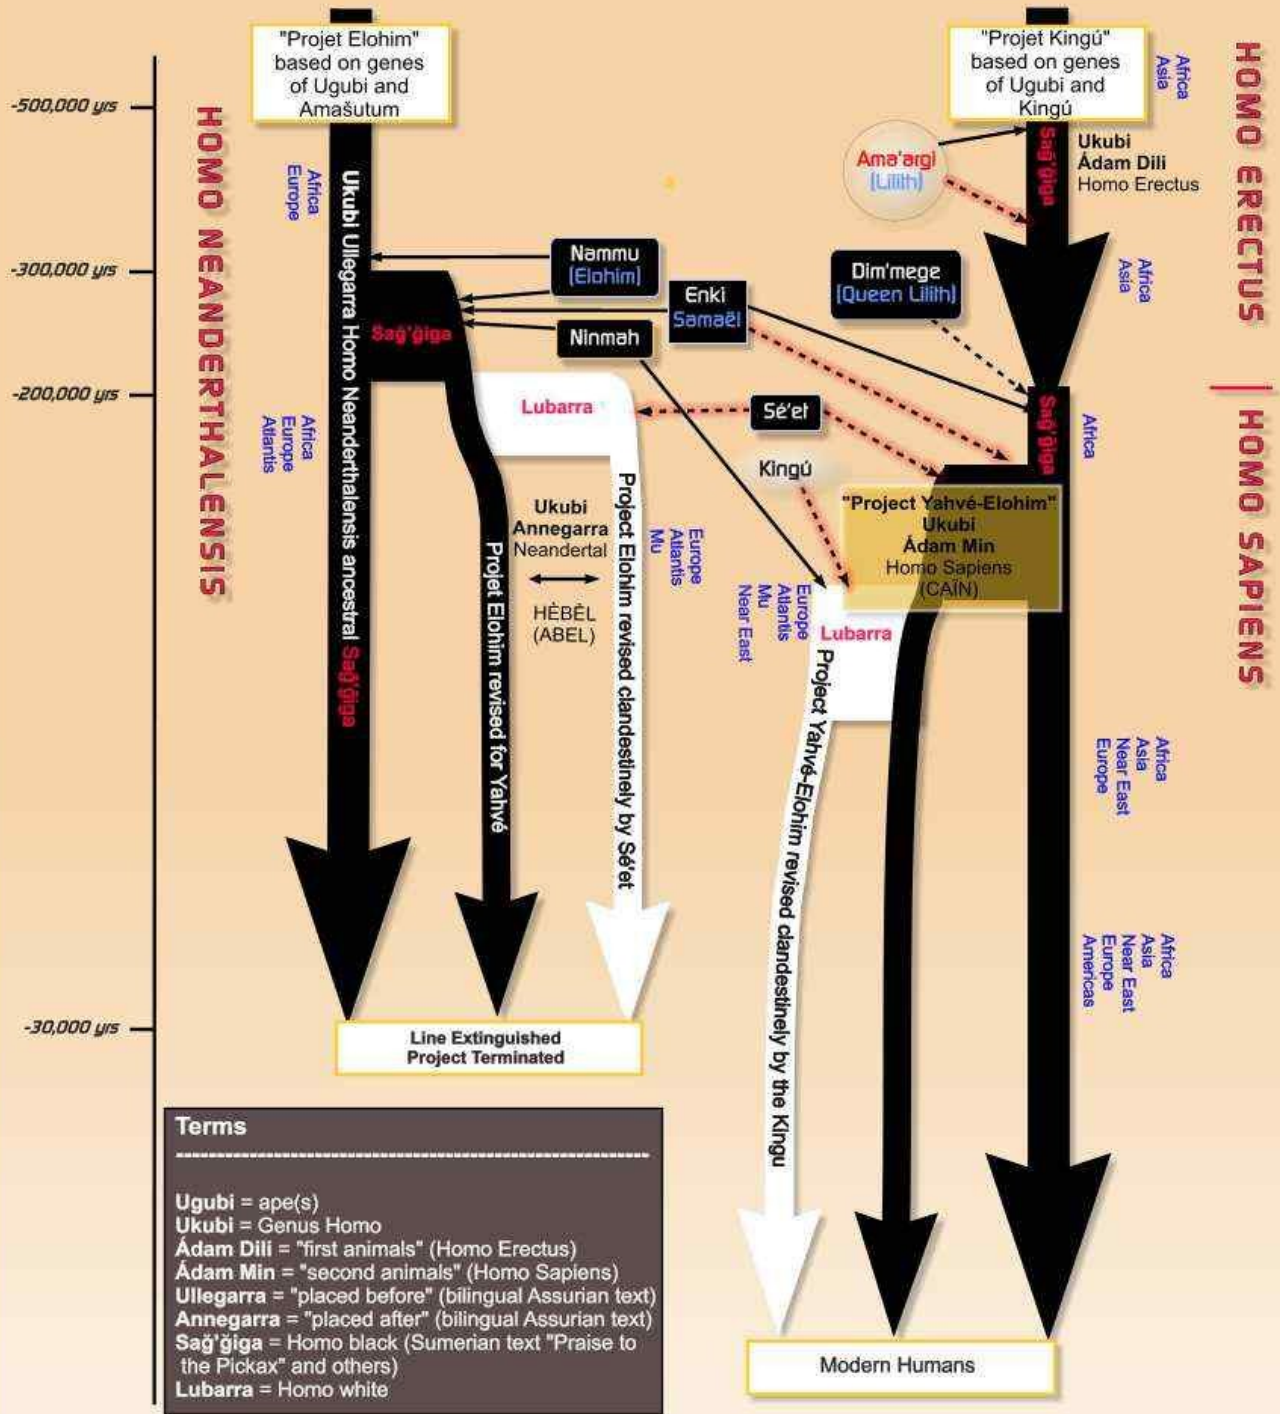 "Projet Elohim"
based on genes
of Ugubi and
Amašutum
"Projet Kingú"
based on genes
of Ugubi and
Kingú
Africa
Asia
HOMO ERECTUS
-500,000 yrs
HOMO NEANDERTHALENSIS
Africa
Europe
Ukubi Ullegarra Homo Neanderthalensis ancestral Sağ'ğiga
Ama'argi
(Lilith)
Sağ'ğiga
Ukubi
Ádam Dili
Homo Erectus
-300,000 yrs
Nammu
(Elohim)
Enki
Samaël
Dim'mege
(Queen Lilith)
Africa
Asia
Sağ'ğiga
Ninmah
-200,000 yrs
Lubarra
Sé'et
Sağ'ğiga
Africa
HOMO SAPIENS
Africa
Europe
Atlantis
Kingú
Ukubi
Annegarra
Neandertal
HÈBĚL
(ABEL)
Projet Elohim revised for Yahvé
Project Elohim revised clandestinely by Sé'et
Europe
Atlantis
Mu
"Project Yahvé-Elohim"
Ukubi
Ádam Min
Homo Sapiens
(CAÏN)
Europe
Atlantis
Mu
Near East
Lubarra
Project Yahvé-Elohim revised clandestinely by the Kingu
Africa
Asia
Near East
Europe
Africa
Asia
Near East
Europe
Americas
-30,000 yrs
Line Extinguished
Project Terminated
Terms
------------------------------------------------------------
Ugubi = ape(s)
Ukubi = Genus Homo
Ádam Dili = "first animals" (Homo Erectus)
Ádam Min = "second animals" (Homo Sapiens)
Ullegarra = "placed before" (bilingual Assurian text)
Annegarra = "placed after" (bilingual Assurian text)
Sağ'ğiga = Homo black (Sumerian text "Praise to
the Pickax" and others)
Lubarra = Homo white
Modern Humans